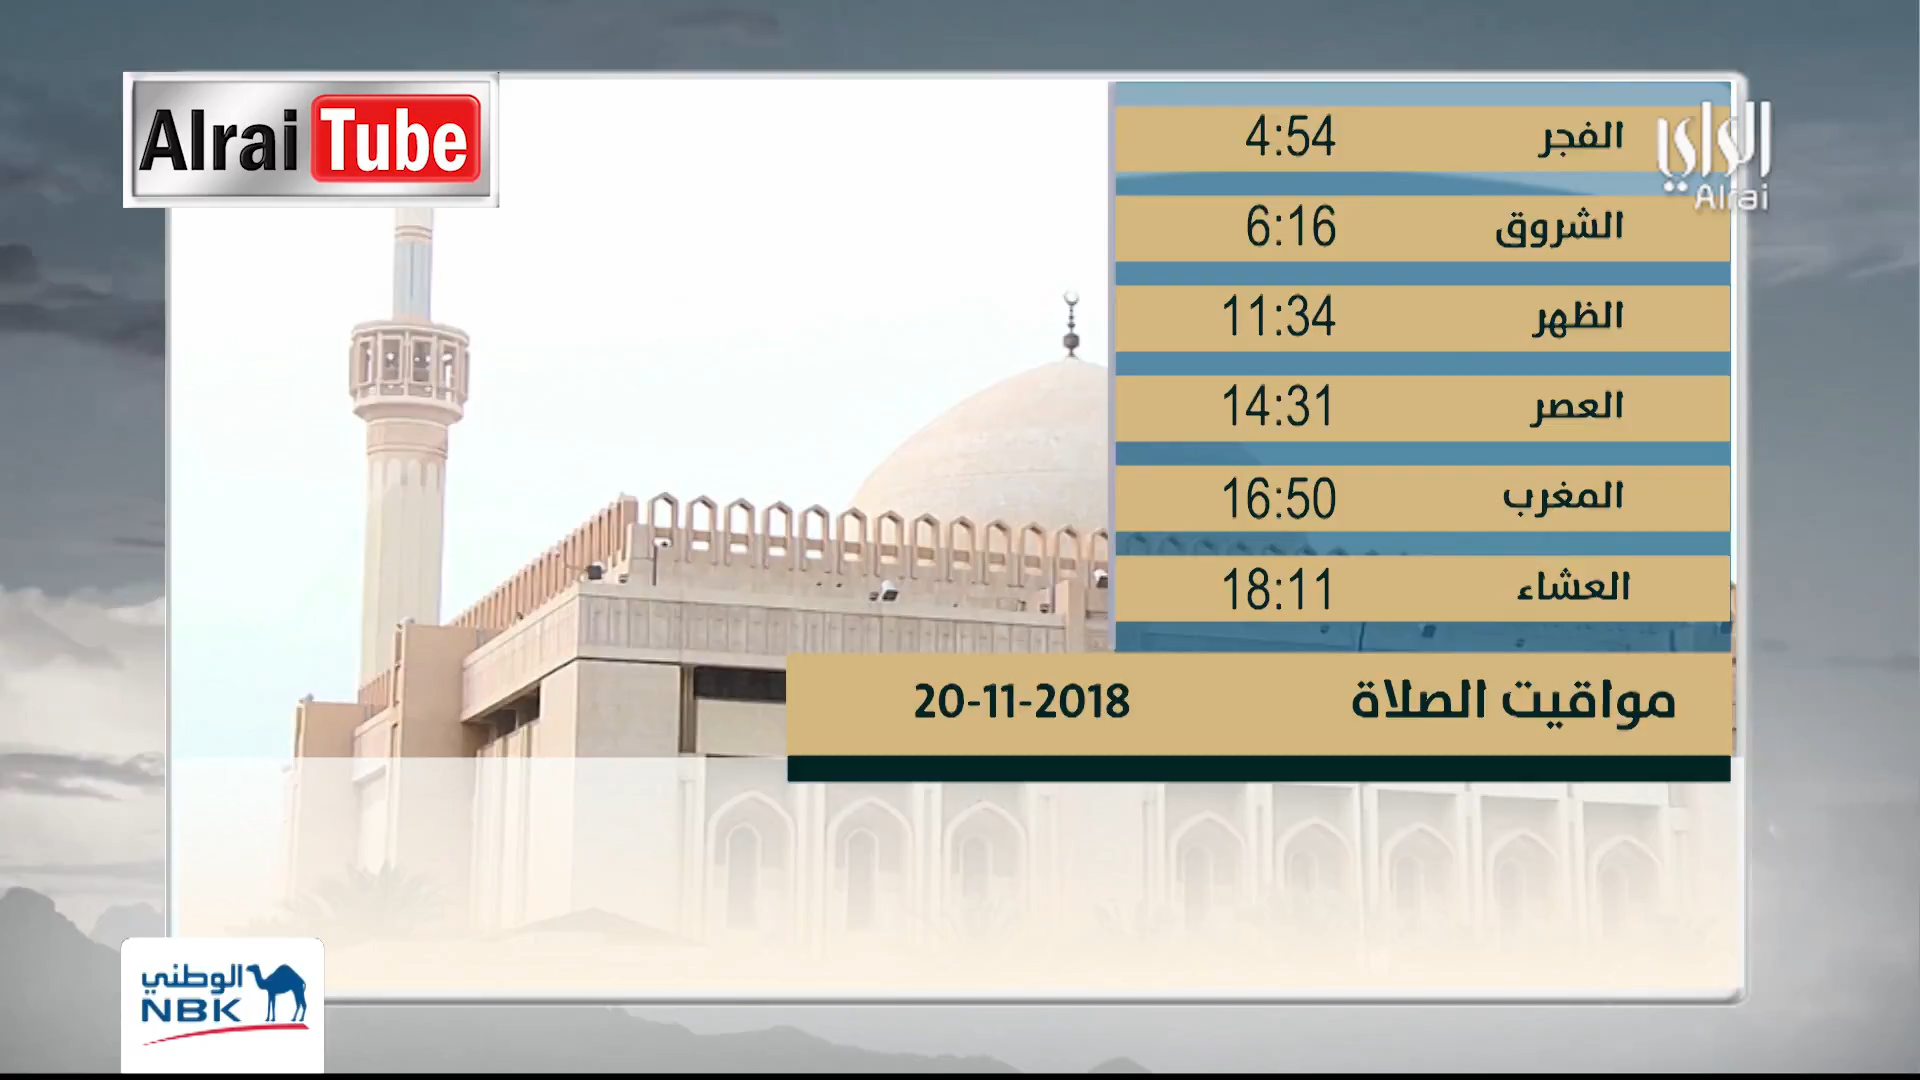 Alrai Tube
الراي
Alrai
الفجر 4:54
الشروق 6:16
الظهر 11:34
العصر 14:31
المغرب 16:50
العشاء 18:11
مواقيت الصلاة 20-11-2018
الوطني
NBK